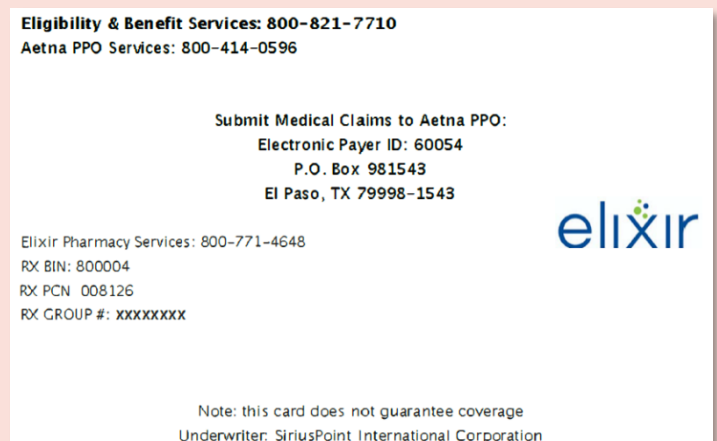 Eligibility & Benefit Services: 800-821-7710
Aetna PPO Services: 800-414-0596
Submit Medical Claims to Aetna PPO:
Electronic Payer ID: 60054
P.O. Box 981543
El Paso, TX 79998-1543
elixir
Elixir Pharmacy Services: 800-771-4648
RX BIN: 800004
RX PCN 008126
RX GROUP #: XXXXXXXX
Note: this card does not guarantee coverage
Underwriter: SiriusPoint International Corporation